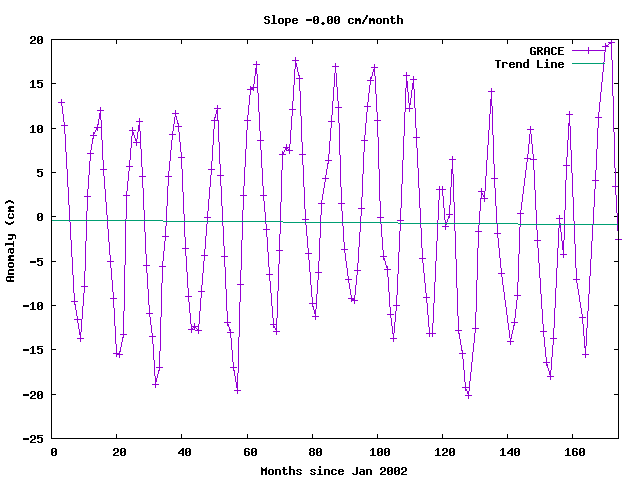 Slope -0.00 cm/month
GRACE
Trend Line
20
15
10
5
0
-5
-10
-15
-20
-25
Anomaly (cm)
0 20 40 60 80 100 120 140 160
Months since Jan 2002